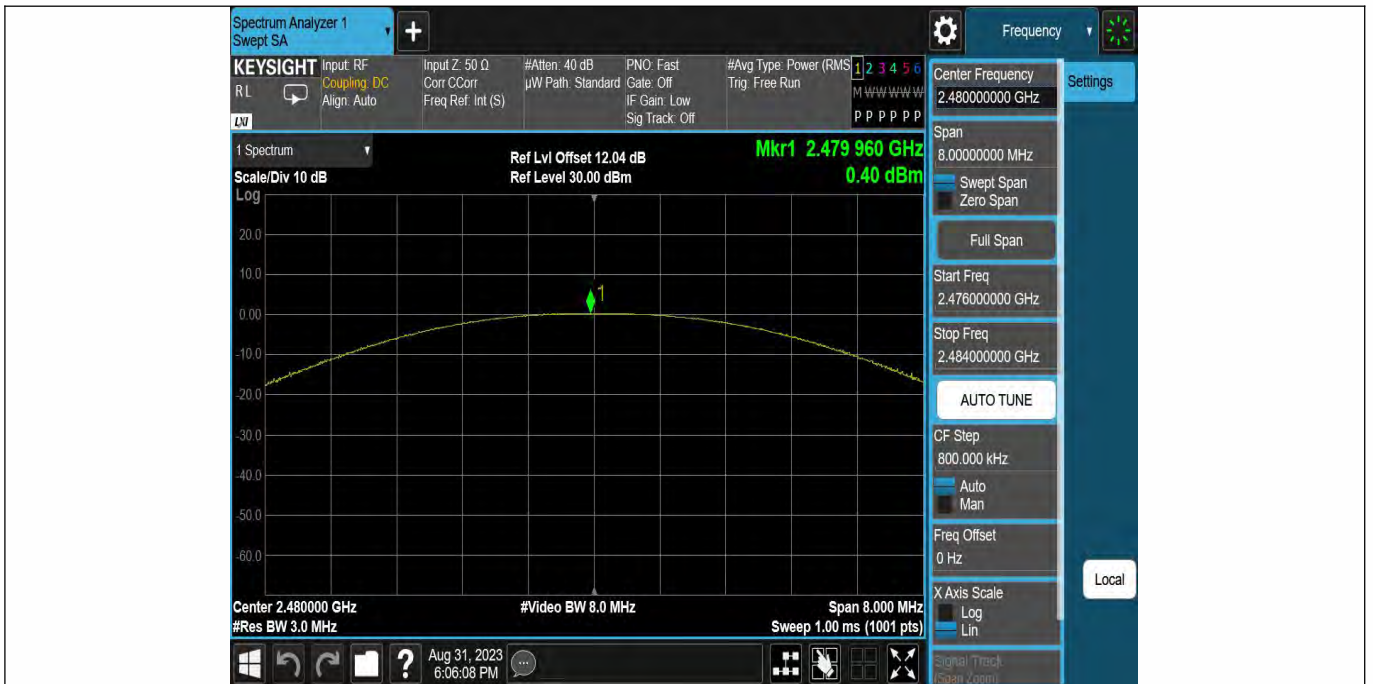 Spectrum Analyzer 1
Swept SA
+
Frequency
KEYSIGHT
RL
LXI
Input: RF
Coupling: DC
Align: Auto
Input Z: 50 Ω
Corr CCorr
Freq Ref: Int (S)
#Atten: 40 dB
µW Path: Standard
PNO: Fast
Gate: Off
IF Gain: Low
Sig Track: Off
#Avg Type: Power (RMS
Trig: Free Run
1 2 3 4 5 6
M W W W W W
P P P P P P
1 Spectrum
Scale/Div 10 dB
Log
Ref Lvl Offset 12.04 dB
Ref Level 30.00 dBm
Mkr1 2.479 960 GHz
0.40 dBm
20.0
10.0
0.00
-10.0
-20.0
-30.0
-40.0
-50.0
-60.0
1
Center 2.480000 GHz
#Res BW 3.0 MHz
#Video BW 8.0 MHz
Span 8.000 MHz
Sweep 1.00 ms (1001 pts)
Center Frequency
2.480000000 GHz
Settings
Span
8.00000000 MHz
Swept Span
Zero Span
Full Span
Start Freq
2.476000000 GHz
Stop Freq
2.484000000 GHz
AUTO TUNE
CF Step
800.000 kHz
Auto
Man
Freq Offset
0 Hz
Local
X Axis Scale
Log
Lin
Signal Track
(Span Zoom)
?
Aug 31, 2023
6:06:08 PM